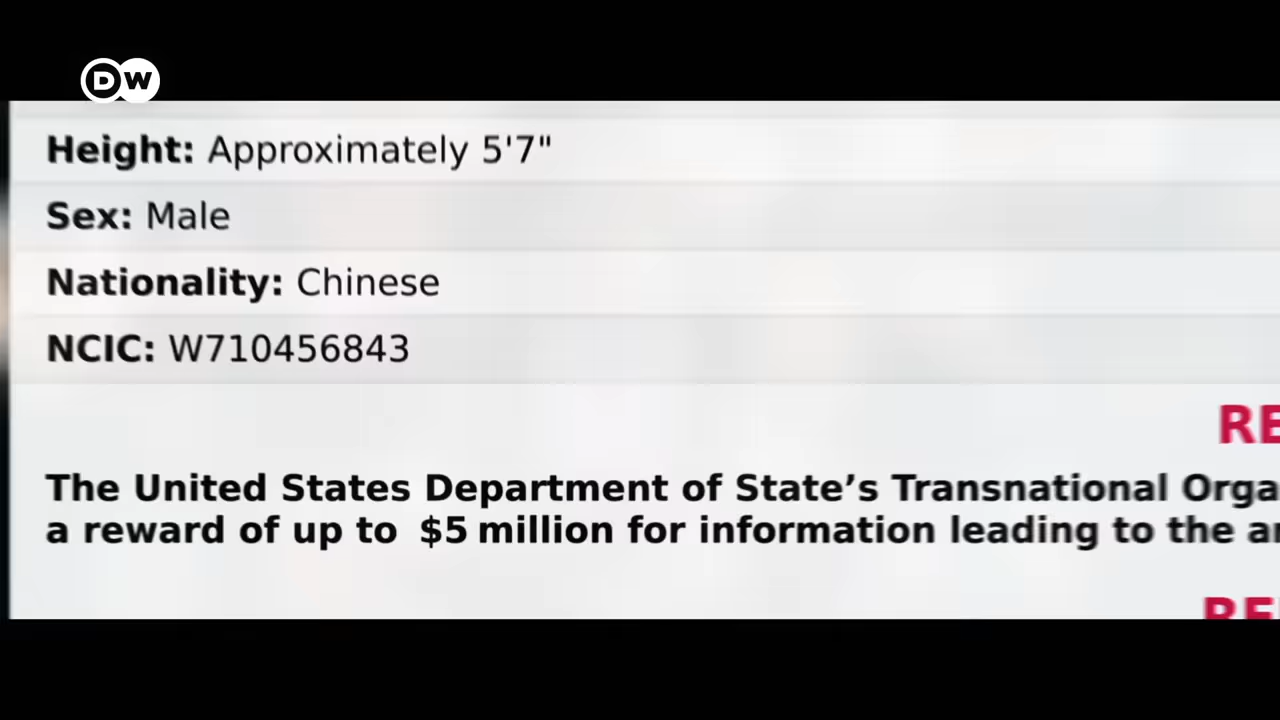 DW
Height: Approximately 5'7"
Sex: Male
Nationality: Chinese
NCIC: W710456843
RE
The United States Department of State’s Transnational Orga
a reward of up to $5 million for information leading to the